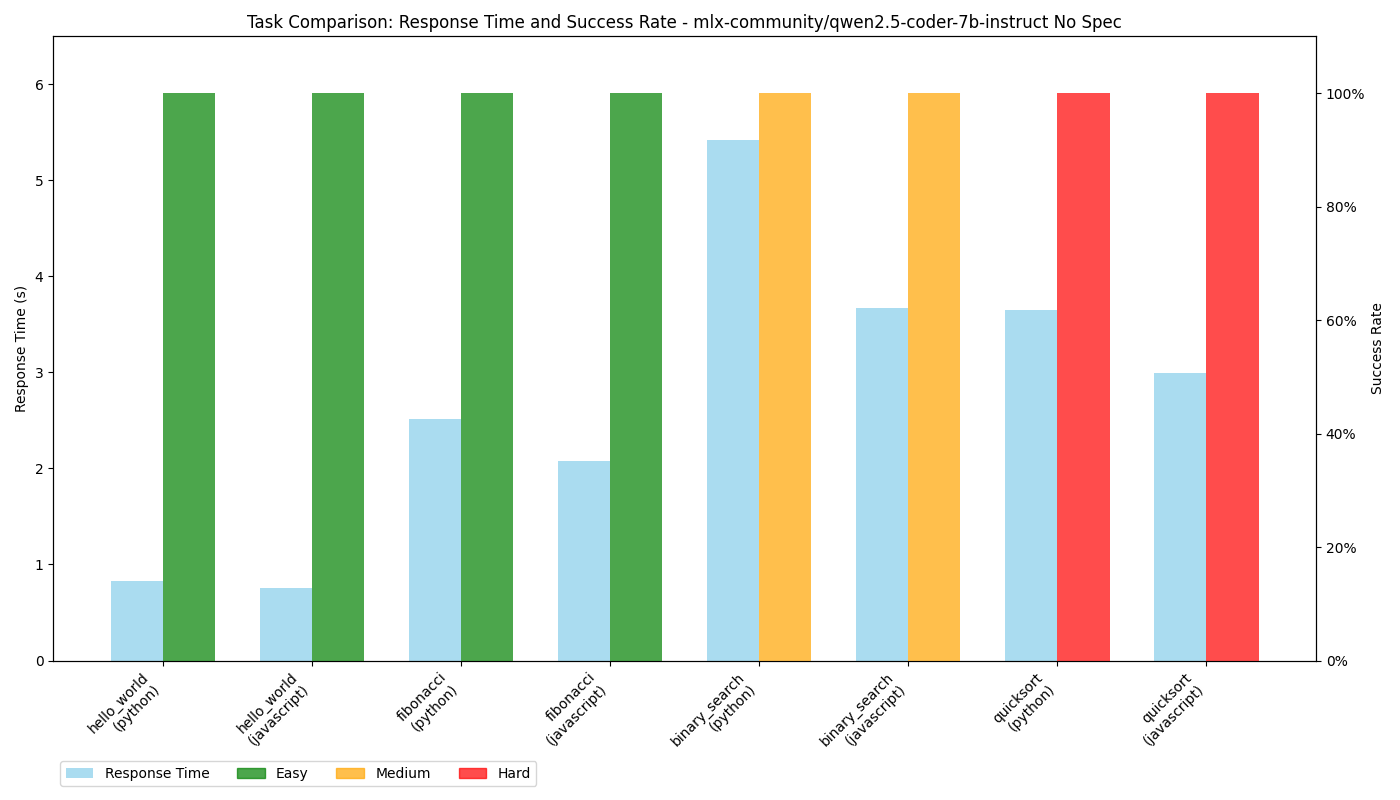 Task Comparison: Response Time and Success Rate - mlx-community/qwen2.5-coder-7b-instruct No Spec
Response Time (s)
6
5
4
3
2
1
0
100%
80%
60%
40%
20%
0%
Success Rate
hello_world
(python)
hello_world
(javascript)
fibonacci
(python)
fibonacci
(javascript)
binary_search
(python)
binary_search
(javascript)
quicksort
(python)
quicksort
(javascript)
Response Time
Easy
Medium
Hard